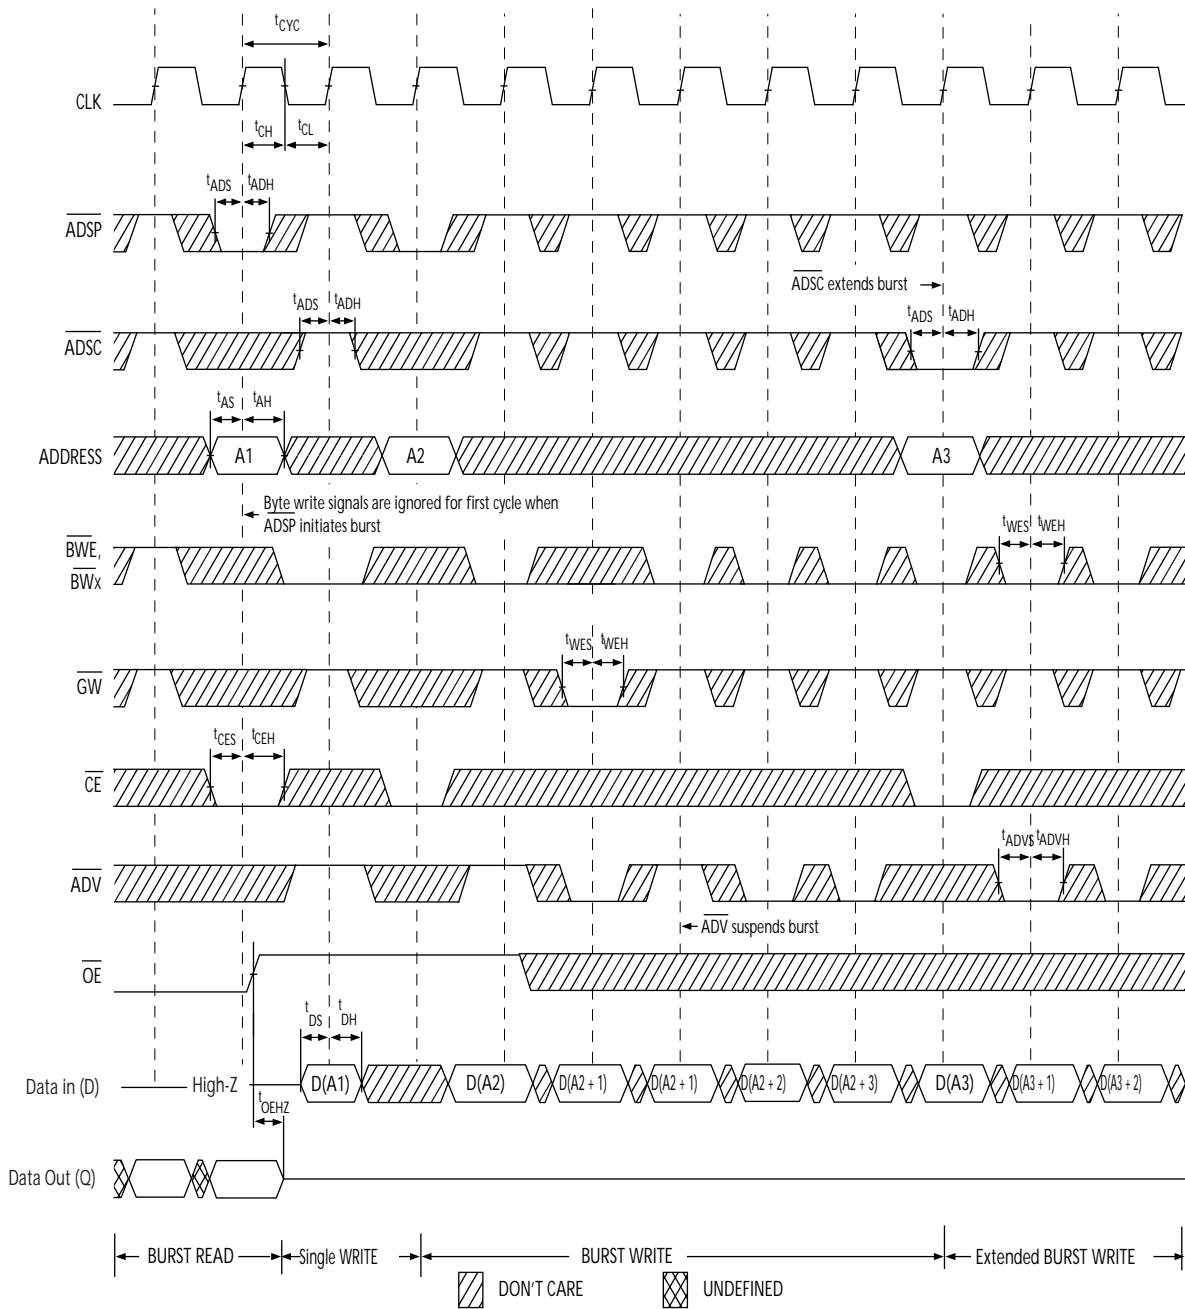 tCYC
CLK
tCH tCL
tADS tADH
ADSP
ADSC extends burst
tADS tADH
tADS tADH
ADSC
tAS tAH
ADDRESS
A1 A2 A3
Byte write signals are ignored for first cycle when
ADSP initiates burst
tWES tWEH
BWE,
BWx
tWES tWEH
GW
tCES tCEH
CE
tADVS tADVH
ADV
ADV suspends burst
OE
tDS tDH
Data in (D) High-Z D(A1) D(A2) D(A2 + 1) D(A2 + 1) D(A2 + 2) D(A2 + 3) D(A3) D(A3 + 1) D(A3 + 2)
tOEHZ
Data Out (Q)
BURST READ Single WRITE BURST WRITE Extended BURST WRITE
DON'T CARE UNDEFINED